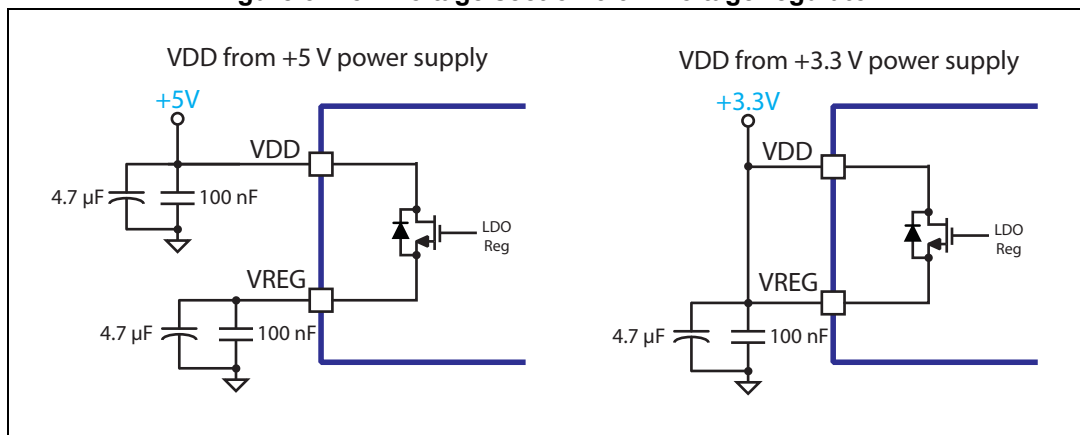 VDD from +5 V power supply
+5V
VDD
4.7 µF
100 nF
LDO
Reg
VREG
4.7 µF
100 nF
VDD from +3.3 V power supply
+3.3V
VDD
LDO
Reg
VREG
4.7 µF
100 nF